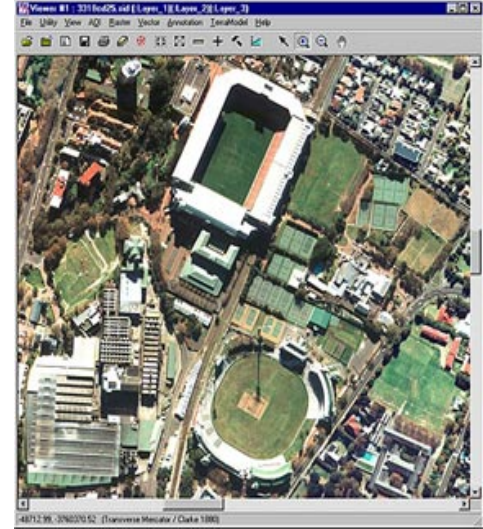 Viewer #1 : 3318cd25.sid (:Layer_1)(:Layer_2)(:Layer_3)
File Utility View AOI Raster Vector Annotation TerraModel Help
-48712.99, -3760370.52 (Transverse Mercator / Clarke 1880)